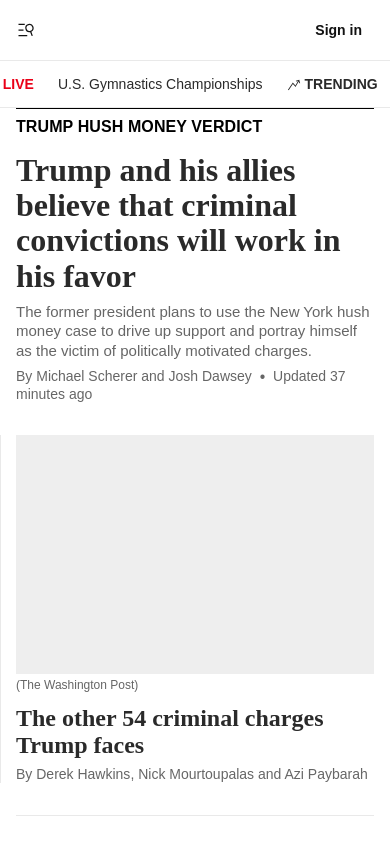 Sign in
LIVE U.S. Gymnastics Championships TRENDING
TRUMP HUSH MONEY VERDICT
Trump and his allies
believe that criminal
convictions will work in
his favor
The former president plans to use the New York hush
money case to drive up support and portray himself
as the victim of politically motivated charges.
By Michael Scherer and Josh Dawsey • Updated 37
minutes ago
(The Washington Post)
The other 54 criminal charges
Trump faces
By Derek Hawkins, Nick Mourtoupalas and Azi Paybarah